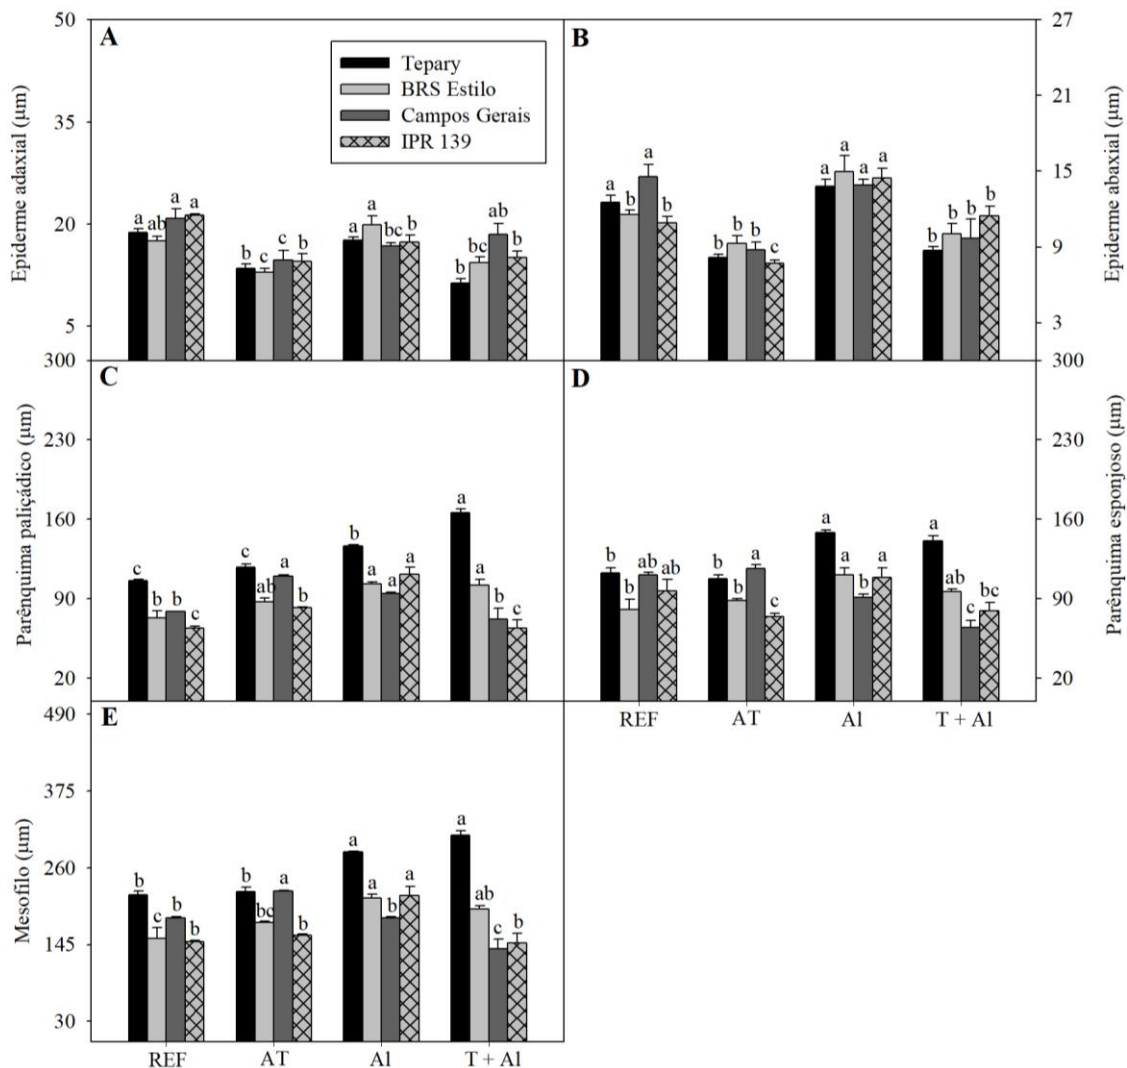 A
50
35
20
5
Epiderme adaxial (µm)
Tepary
BRS Estilo
Campos Gerais
IPR 139
a ab a a
b c c b
a a bc b
b bc ab b
B
27
21
15
9
3
Epiderme abaxial (µm)
a b a b
b b b c
a a a a
b b b b
C
300
230
160
90
20
Parênquima paliçádico (µm)
c b b c
c ab a b
b a a a
a a b c
D
300
230
160
90
20
Parênquima esponjoso (µm)
b b ab ab
b b a c
a a b a
a ab c bc
REF AT Al T + Al
E
490
375
260
145
30
Mesofilo (µm)
b c b b
b bc a b
a a b a
a ab c b
REF AT Al T + Al